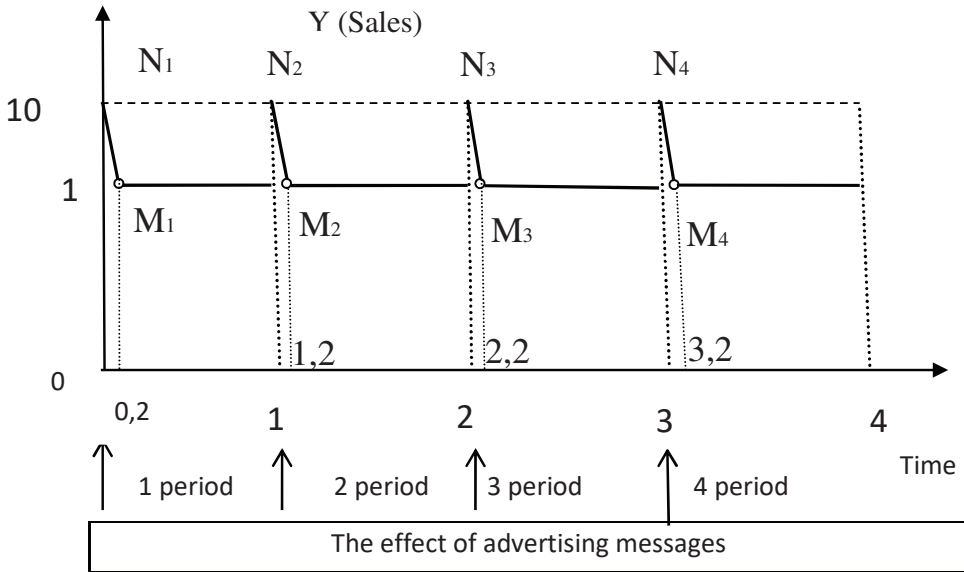 Y (Sales)
N1 N2 N3 N4
10
1
M1 M2 M3 M4
1,2 2,2 3,2
0
0,2 1 2 3 4
Time
1 period 2 period 3 period 4 period
The effect of advertising messages